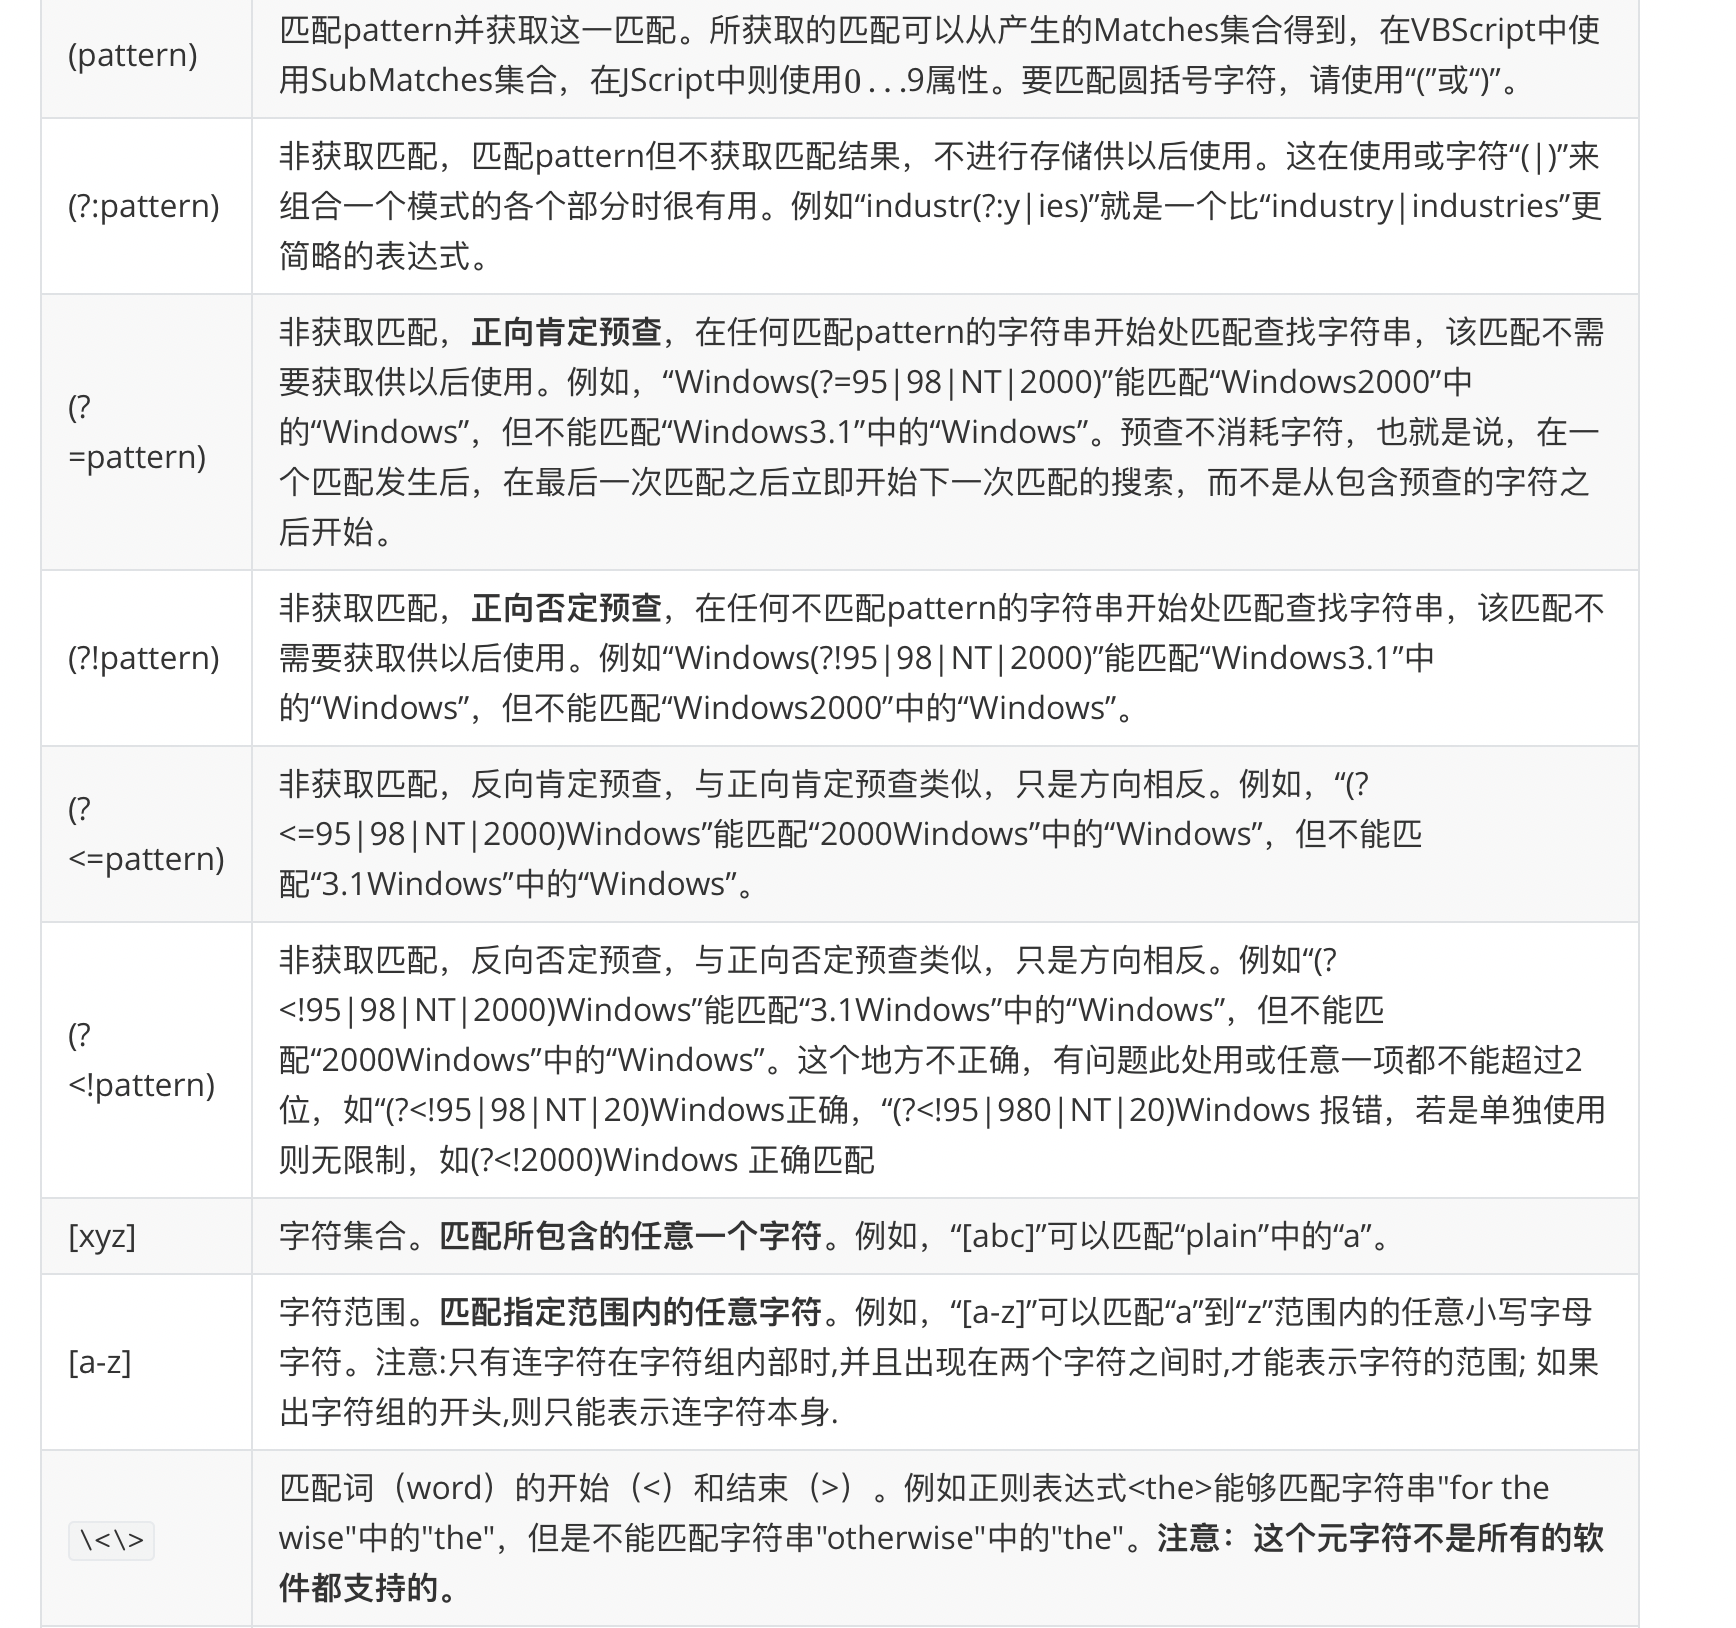 (pattern)
匹配pattern并获取这一匹配。所获取的匹配可以从产生的Matches集合得到，在VBScript中使
用SubMatches集合，在JScript中则使用0...9属性。要匹配圆括号字符，请使用“(”或“)”。
(?:pattern)
非获取匹配，匹配pattern但不获取匹配结果，不进行存储供以后使用。这在使用或字符“(|)”来
组合一个模式的各个部分时很有用。例如“industr(?:y|ies)”就是一个比“industry|industries”更
简略的表达式。
(?
=pattern)
非获取匹配，正向肯定预查，在任何匹配pattern的字符串开始处匹配查找字符串，该匹配不需
要获取供以后使用。例如，“Windows(?=95|98|NT|2000)”能匹配“Windows2000”中
的“Windows”，但不能匹配“Windows3.1”中的“Windows”。预查不消耗字符，也就是说，在一
个匹配发生后，在最后一次匹配之后立即开始下一次匹配的搜索，而不是从包含预查的字符之
后开始。
(?!pattern)
非获取匹配，正向否定预查，在任何不匹配pattern的字符串开始处匹配查找字符串，该匹配不
需要获取供以后使用。例如“Windows(?!95|98|NT|2000)”能匹配“Windows3.1”中
的“Windows”，但不能匹配“Windows2000”中的“Windows”。
(?
<=pattern)
非获取匹配，反向肯定预查，与正向肯定预查类似，只是方向相反。例如，“(?
<=95|98|NT|2000)Windows”能匹配“2000Windows”中的“Windows”，但不能匹
配“3.1Windows”中的“Windows”。
(?
<!pattern)
非获取匹配，反向否定预查，与正向否定预查类似，只是方向相反。例如“(?
<!95|98|NT|2000)Windows”能匹配“3.1Windows”中的“Windows”，但不能匹
配“2000Windows”中的“Windows”。这个地方不正确，有问题此处用或任意一项都不能超过2
位，如“(?<!95|98|NT|20)Windows正确，“(?<!95|980|NT|20)Windows 报错，若是单独使用
则无限制，如(?<!2000)Windows 正确匹配
[xyz]
字符集合。匹配所包含的任意一个字符。例如，“[abc]”可以匹配“plain”中的“a”。
[a-z]
字符范围。匹配指定范围内的任意字符。例如，“[a-z]”可以匹配“a”到“z”范围内的任意小写字母
字符。注意:只有连字符在字符组内部时,并且出现在两个字符之间时,才能表示字符的范围; 如果
出字符组的开头,则只能表示连字符本身.
\<\>
匹配词（word）的开始（<）和结束（>）。例如正则表达式<the>能够匹配字符串"for the
wise"中的"the"，但是不能匹配字符串"otherwise"中的"the"。注意：这个元字符不是所有的软
件都支持的。